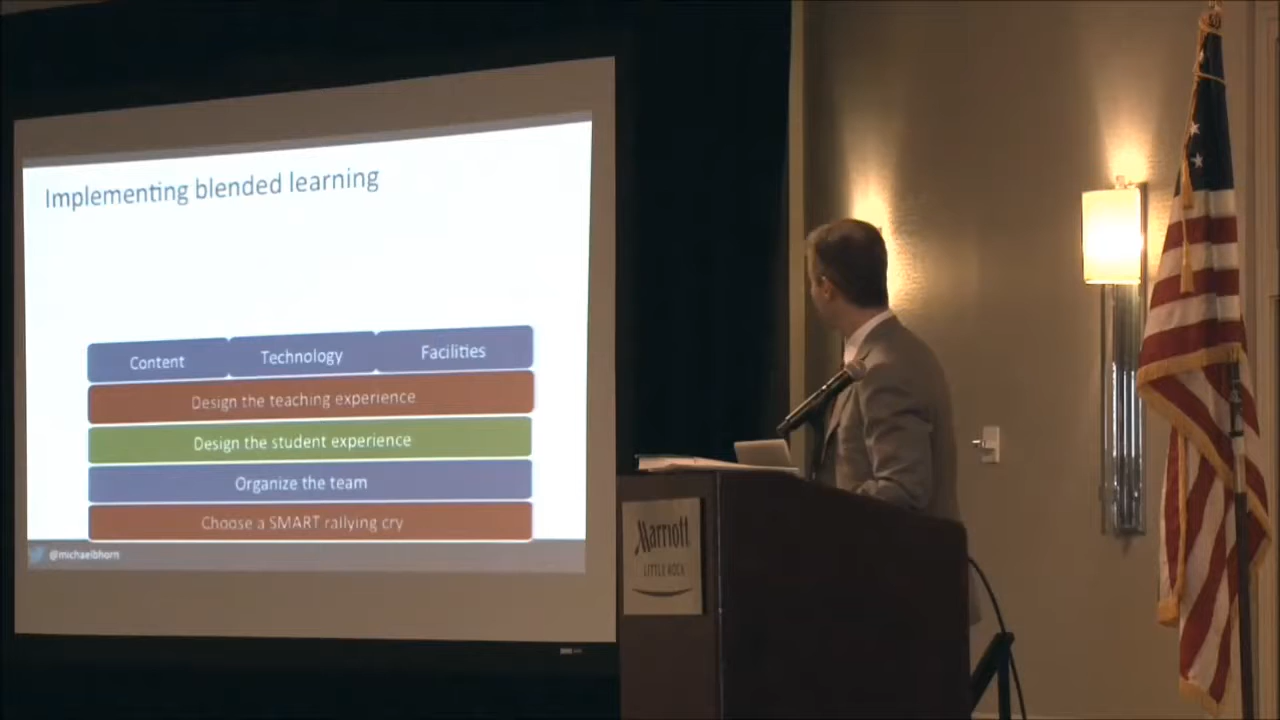 Implementing blended learning
Content
Technology
Facilities
Design the teaching experience
Design the student experience
Organize the team
Choose a SMART rallying cry
@michaelbhorn
Marriott
LITTLE ROCK